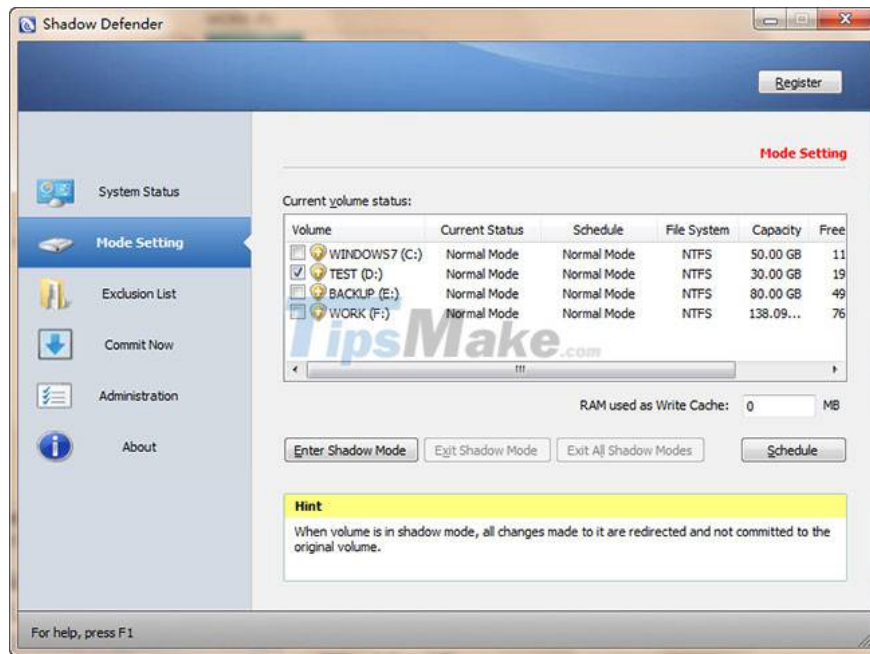 Shadow Defender
Register
Mode Setting
System Status
Mode Setting
Exclusion List
Commit Now
Administration
About
Current volume status:
Volume Current Status Schedule File System Capacity Free
WINDOWS7 (C:) Normal Mode Normal Mode NTFS 50.00 GB 11
TEST (D:) Normal Mode Normal Mode NTFS 30.00 GB 19
BACKUP (E:) Normal Mode Normal Mode NTFS 80.00 GB 49
WORK (F:) Normal Mode Normal Mode NTFS 138.09... 76
TipsMake.com
RAM used as Write Cache: 0 MB
Enter Shadow Mode Exit Shadow Mode Exit All Shadow Modes Schedule
Hint
When volume is in shadow mode, all changes made to it are redirected and not committed to the
original volume.
For help, press F1